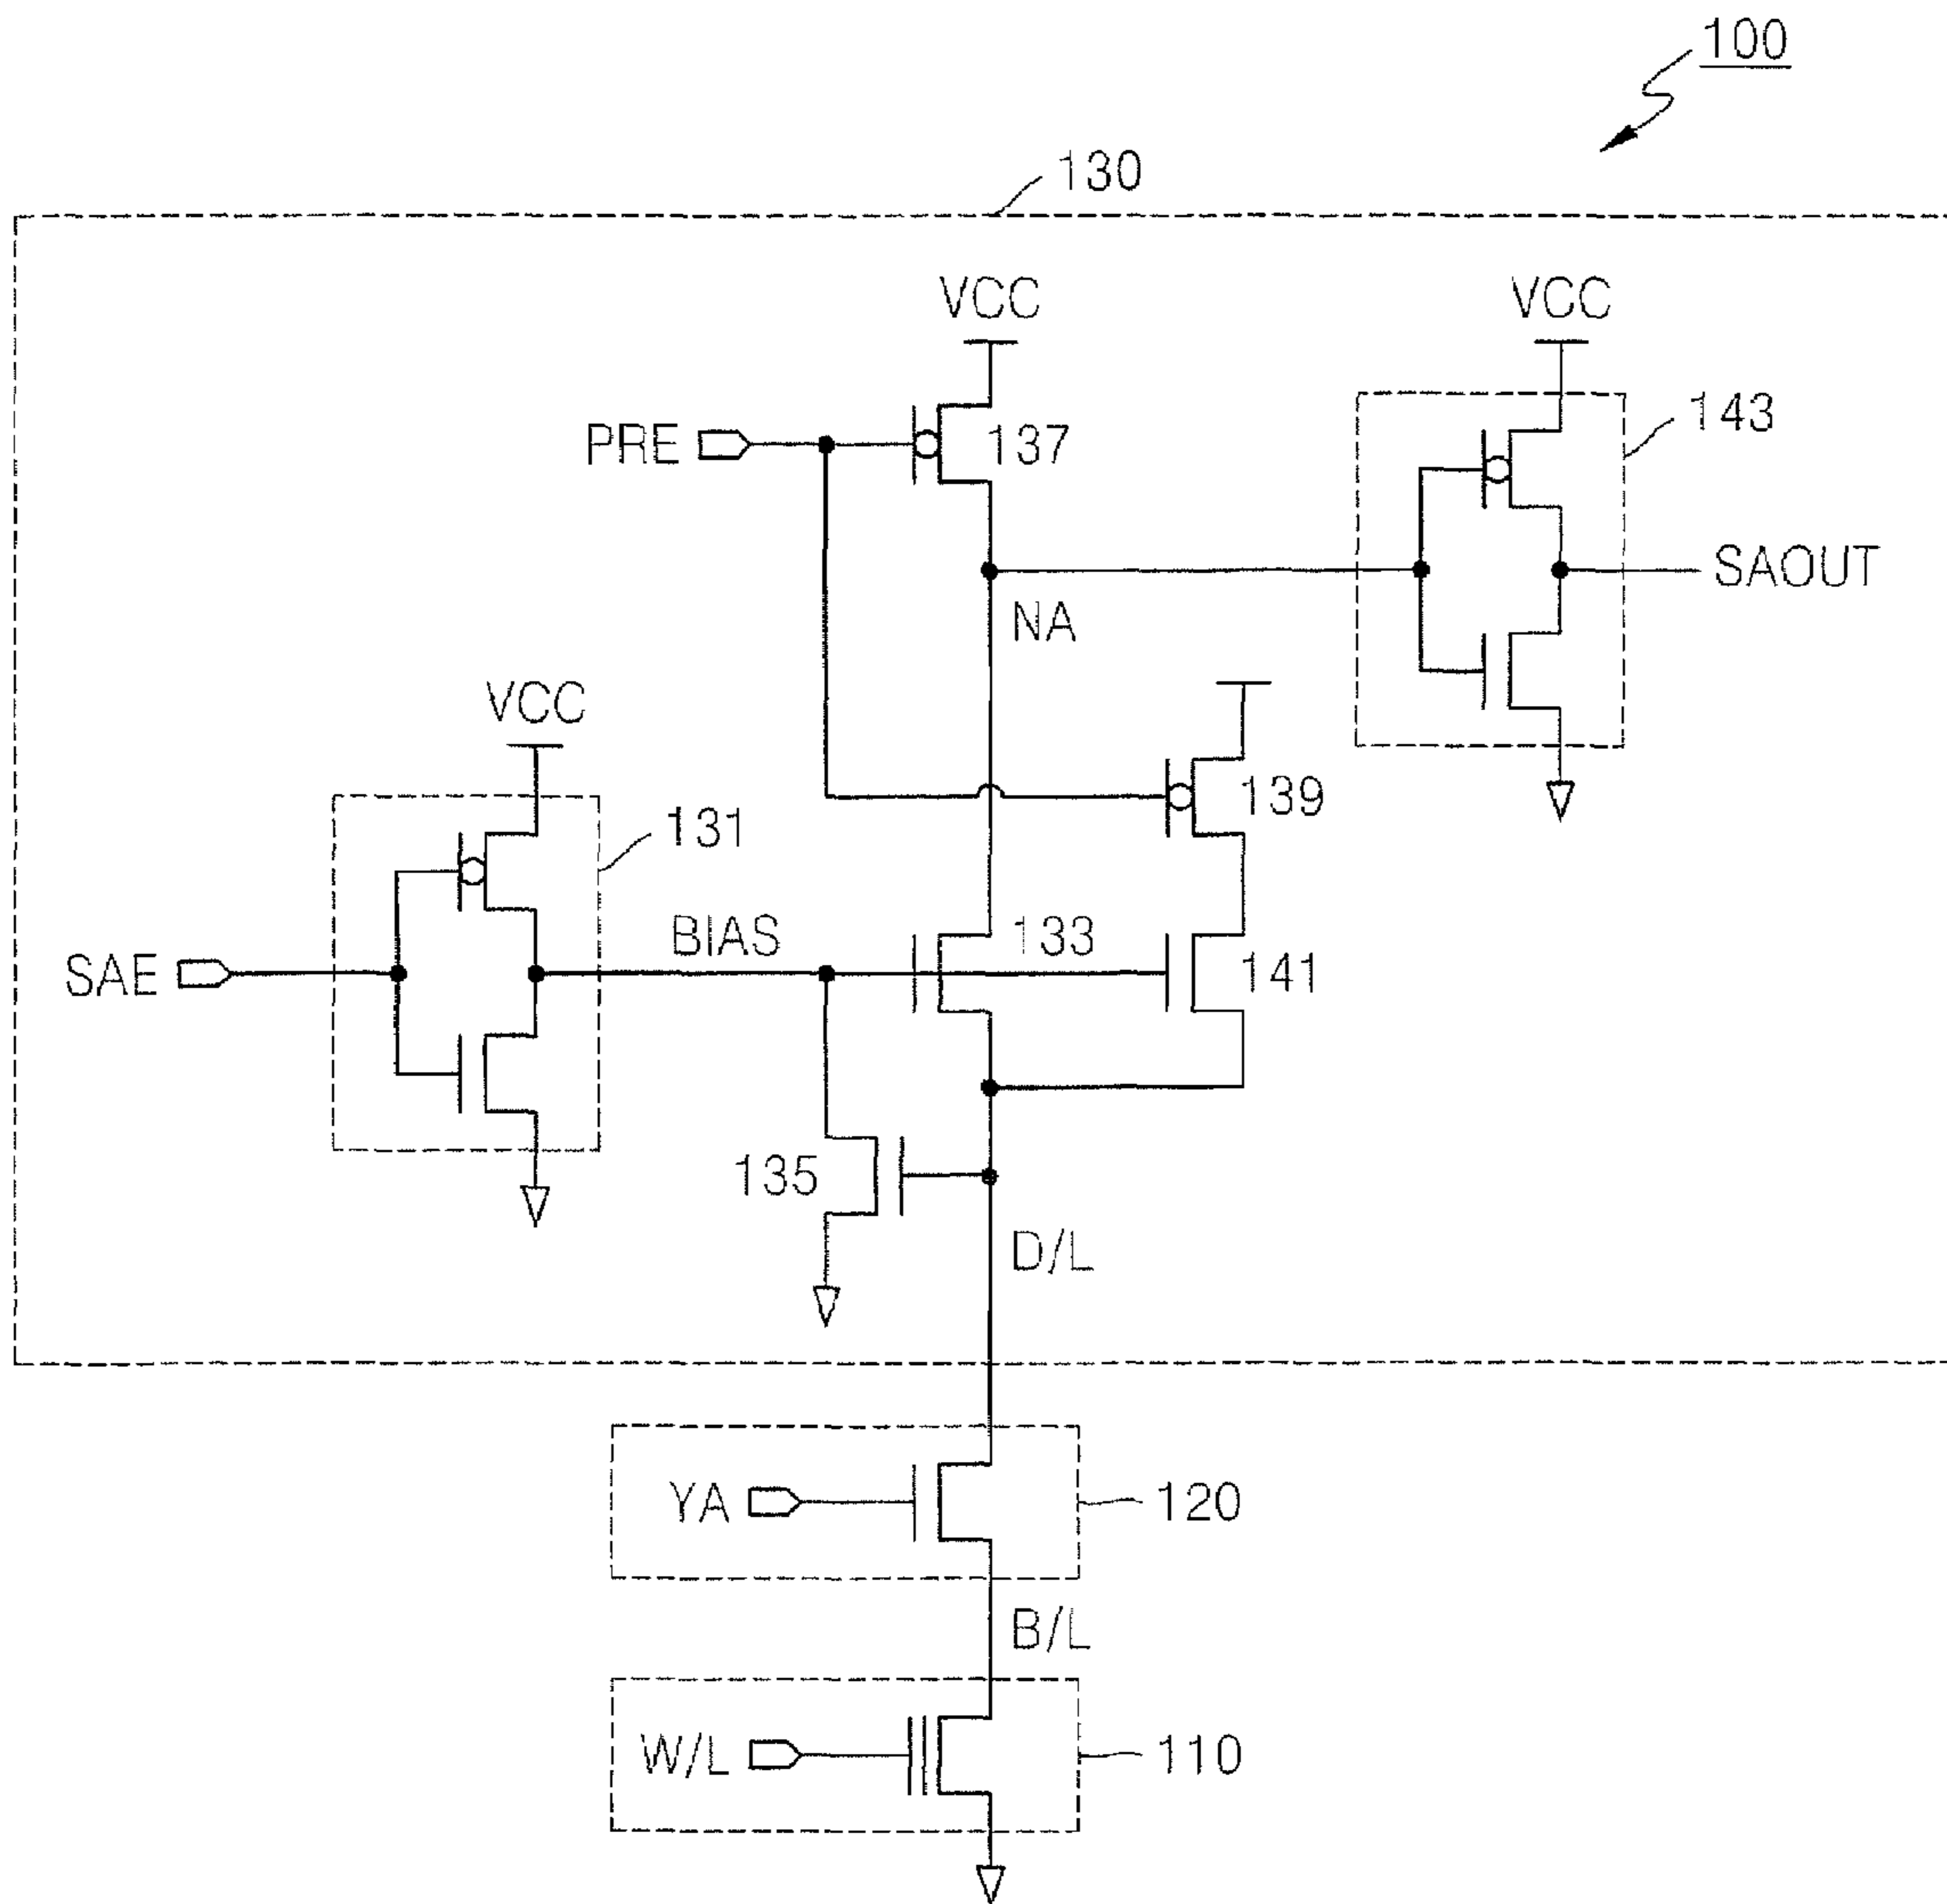 100
130
VCC
VCC
PRE
137
143
SAOUT
NA
VCC
139
131
BIAS
133
SAE
141
135
D/L
YA
120
B/L
W/L
110